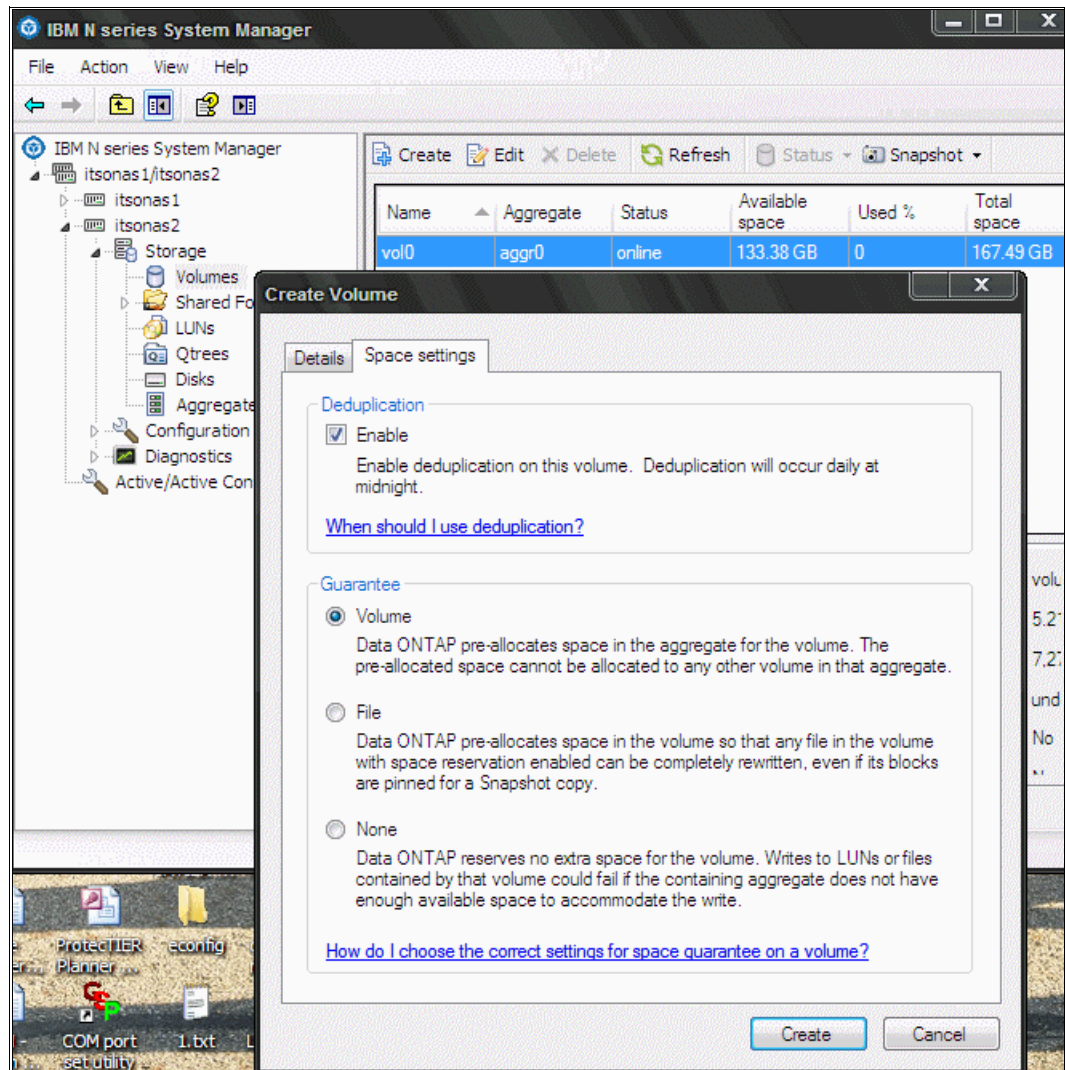 IBM N series System Manager
File Action View Help
IBM N series System Manager
itsonas1/itsonas2
itsonas1
itsonas2
Storage
Volumes
Shared Fo
LUNs
Qtrees
Disks
Aggregate
Configuration
Diagnostics
Active/Active Con
Create Edit Delete Refresh Status Snapshot
Name Aggregate Status Available space Used % Total space
vol0 aggr0 online 133.38 GB 0 167.49 GB
Create Volume
Details Space settings
Deduplication
Enable
Enable deduplication on this volume. Deduplication will occur daily at
midnight.
When should I use deduplication?
Guarantee
Volume
Data ONTAP pre-allocates space in the aggregate for the volume. The
pre-allocated space cannot be allocated to any other volume in that aggregate.
File
Data ONTAP pre-allocates space in the volume so that any file in the volume
with space reservation enabled can be completely rewritten, even if its blocks
are pinned for a Snapshot copy.
None
Data ONTAP reserves no extra space for the volume. Writes to LUNs or files
contained by that volume could fail if the containing aggregate does not have
enough available space to accommodate the write.
How do I choose the correct settings for space guarantee on a volume?
Create Cancel
volu
5.2
7,2
und
No
ProtecTIER
Planner ...
econfig
COM port
set utility
1.txt